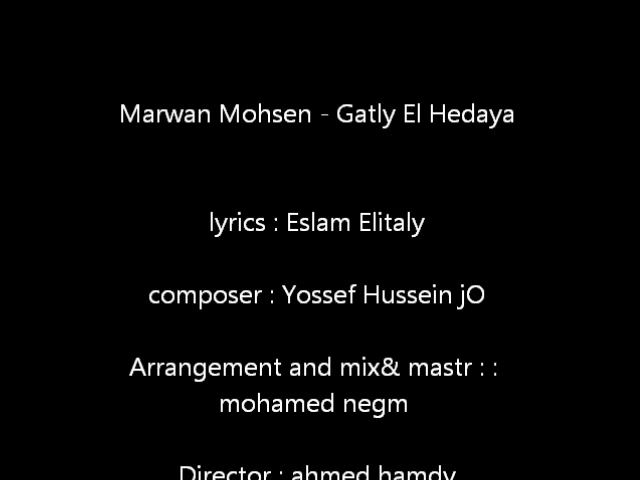 Marwan Mohsen - Gatly El Hedaya
lyrics : Eslam Elitaly
composer : Yossef Hussein jO
Arrangement and mix& mastr : :
mohamed negm
Director : ahmed hamdy